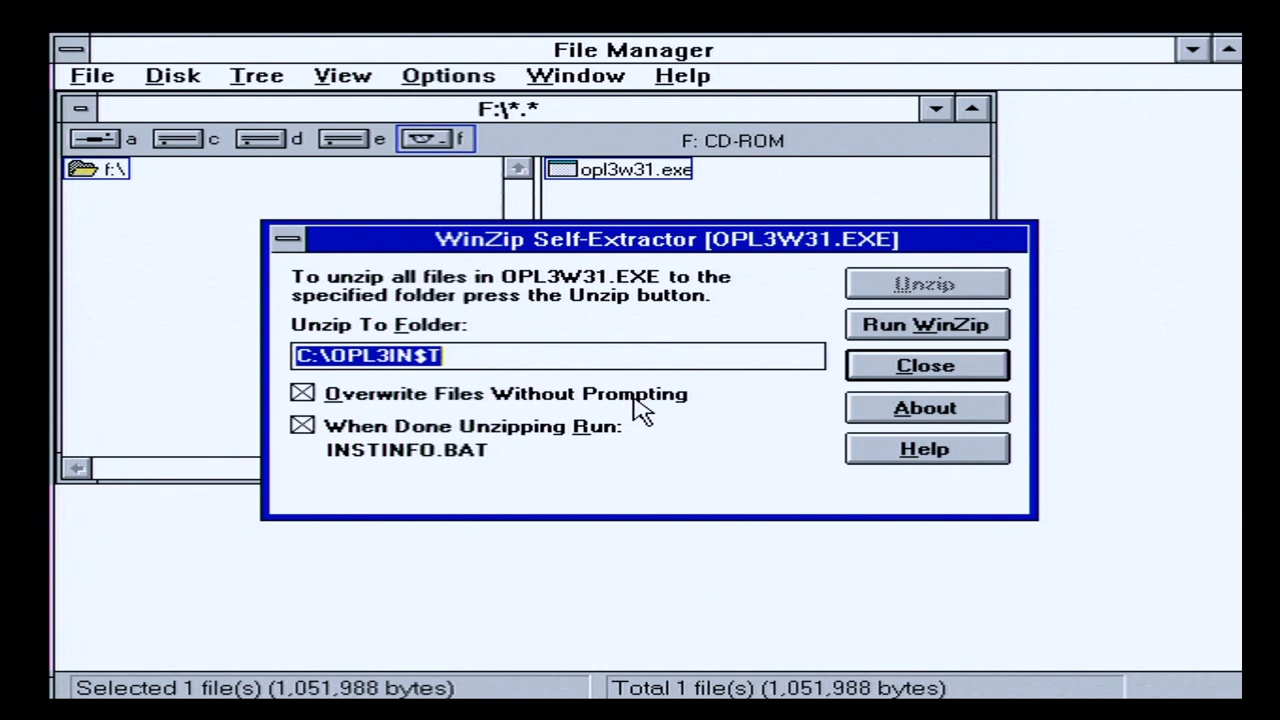 File Manager
File Disk Tree View Options Window Help
F:\*.*
a c d e f F: CD-ROM
f:\ opl3w31.exe
WinZip Self-Extractor [OPL3W31.EXE]
To unzip all files in OPL3W31.EXE to the
specified folder press the Unzip button.
Unzip To Folder:
C:\OPL3IN$T
Overwrite Files Without Prompting
When Done Unzipping Run:
INSTINFO.BAT
Unzip
Run WinZip
Close
About
Help
Selected 1 file(s) (1,051,988 bytes) Total 1 file(s) (1,051,988 bytes)